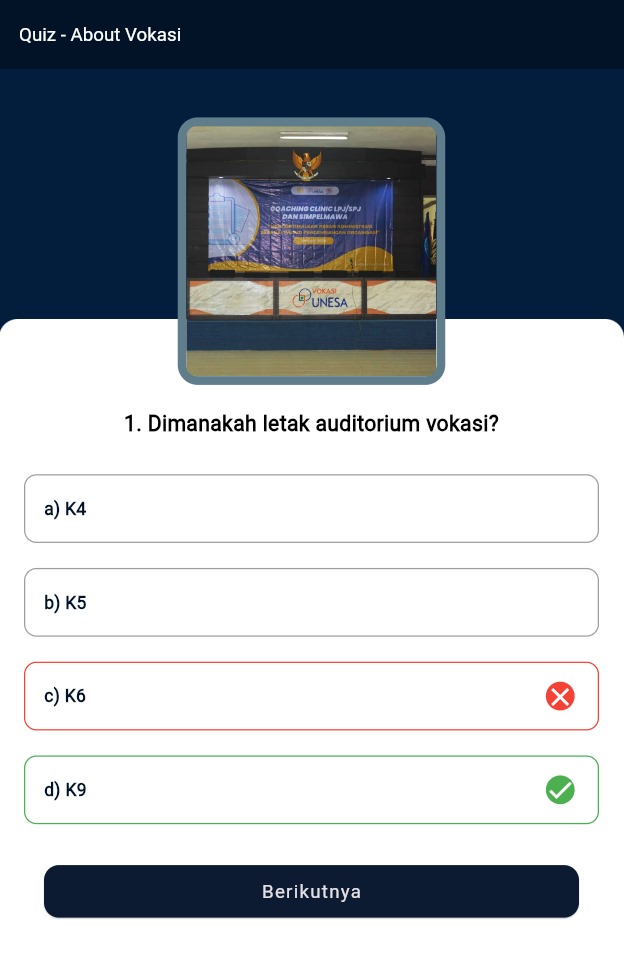 Quiz - About Vokasi
COACHING CLINIC LPJ/SPJ
DAN SIMPELMAWA
VOKASI
UNESA
1. Dimanakah letak auditorium vokasi?
a) K4
b) K5
c) K6
d) K9
Berikutnya